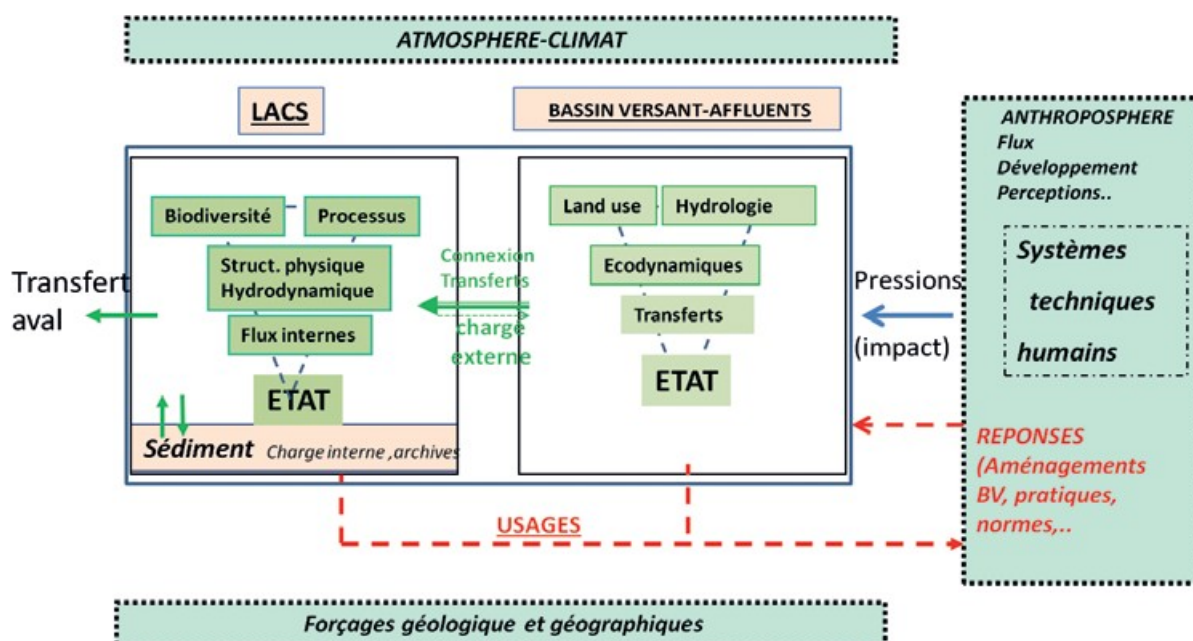 ATMOSPHERE-CLIMAT
LACS
BASSIN VERSANT-AFFLUENTS
Biodiversité
Processus
Struct. physique
Hydrodynamique
Flux internes
ETAT
Sédiment Charge interne ,archives
Transfert
aval
Connexion
Transferts
charge
externe
Land use
Hydrologie
Ecodynamiques
Transferts
ETAT
Pressions
(impact)
ANTHROPOSPHERE
Flux
Développement
Perceptions..
Systèmes
techniques
humains
REPONSES
(Aménagements
BV, pratiques,
normes,..
USAGES
Forçages géologique et géographiques